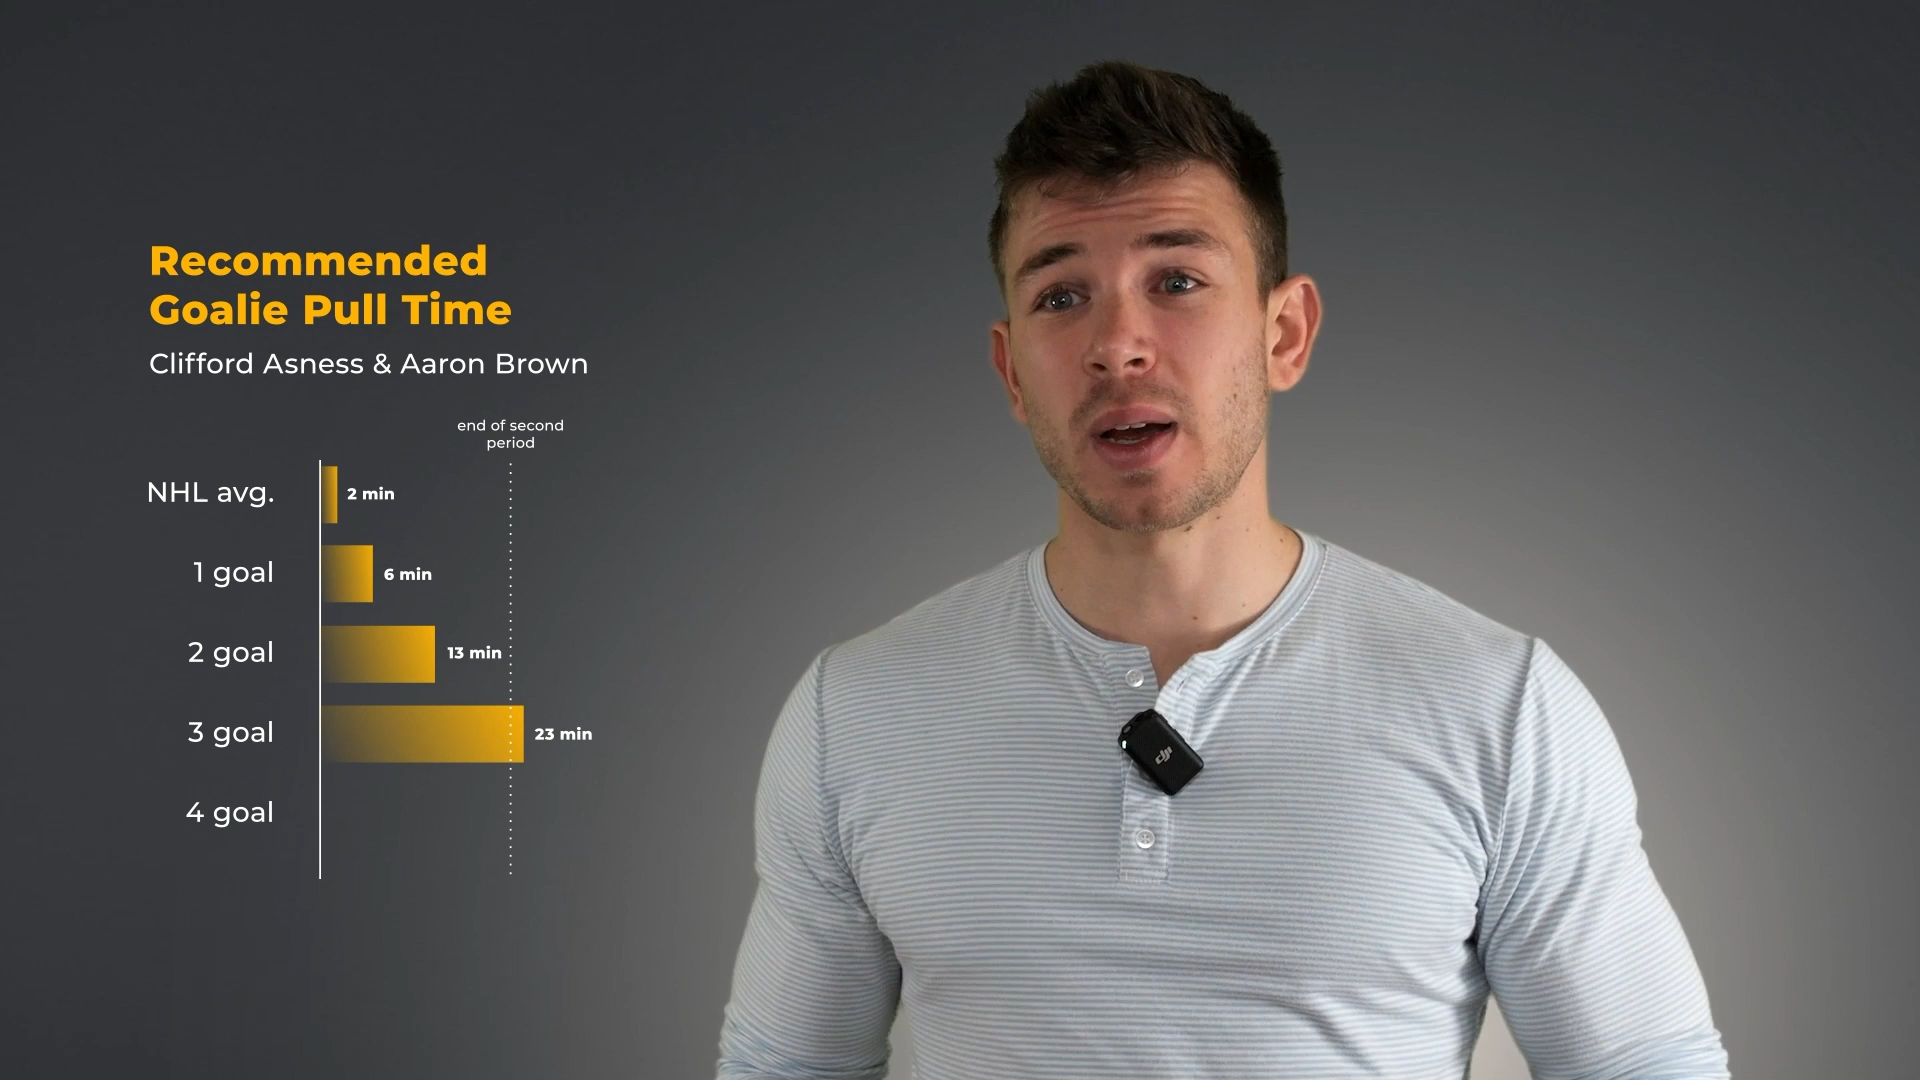 Recommended
Goalie Pull Time
Clifford Asness & Aaron Brown
end of second
period
NHL avg.
2 min
1 goal
6 min
2 goal
13 min
3 goal
23 min
4 goal
dji